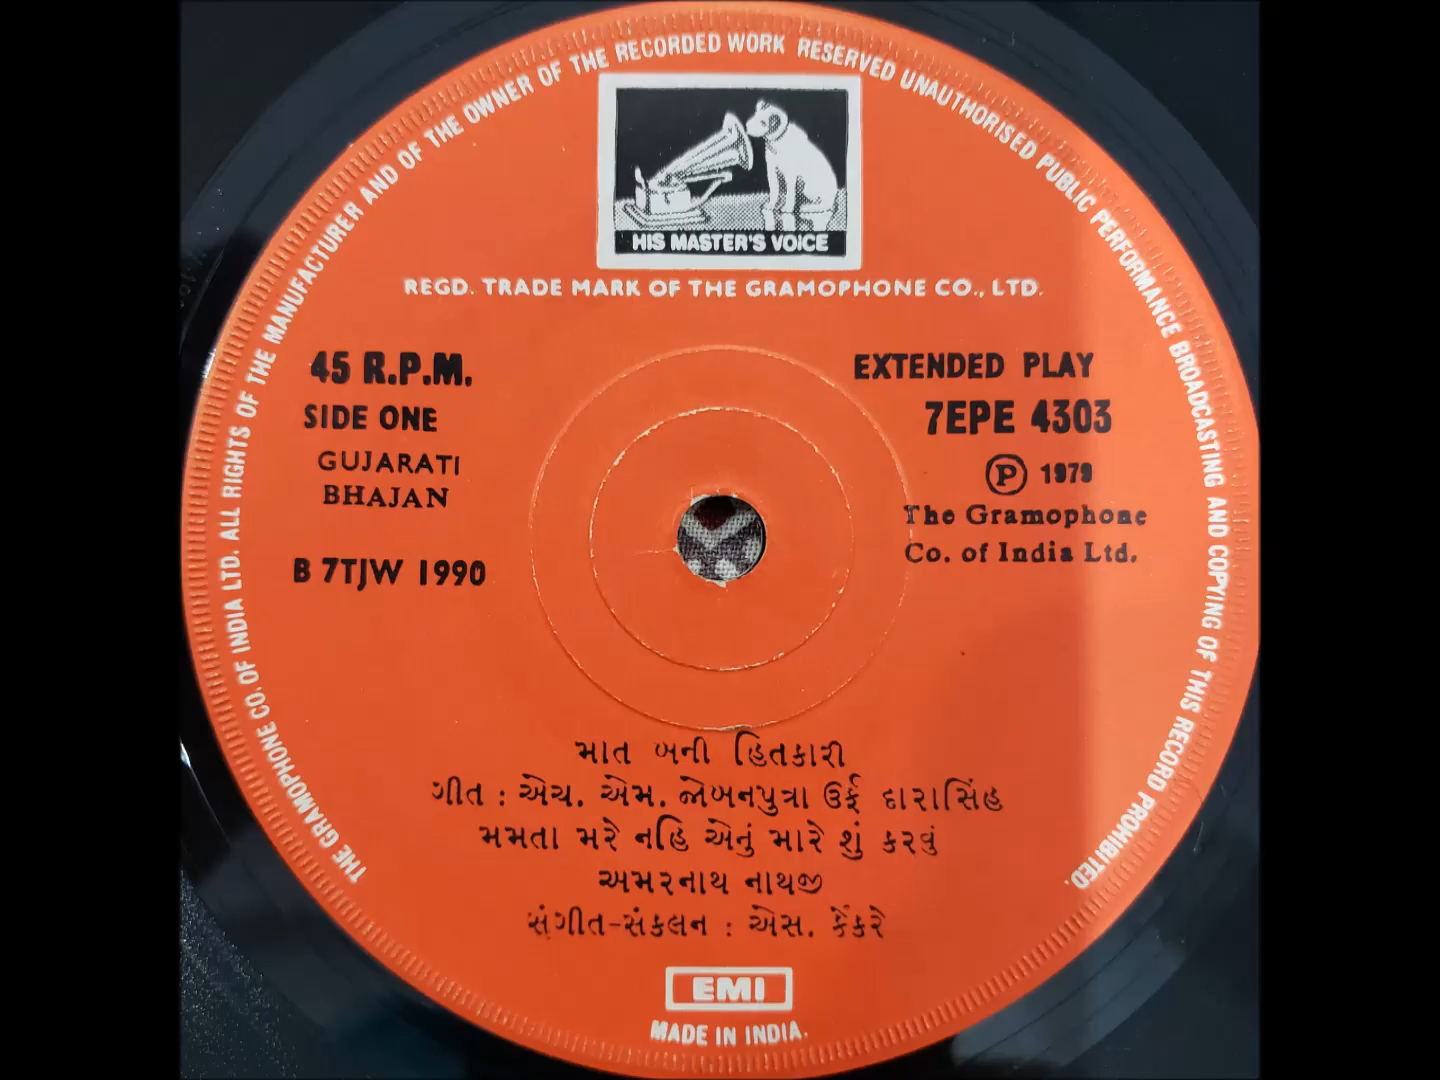 THE GRAMOPHONE CO. OF INDIA LTD. ALL RIGHTS OF THE MANUFACTURER AND OF THE OWNER OF THE RECORDED WORK RESERVED UNAUTHORISED PUBLIC PERFORMANCE BROADCASTING AND COPYING OF THIS RECORD PROHIBITED.
HIS MASTER'S VOICE
REGD. TRADE MARK OF THE GRAMOPHONE CO., LTD.
45 R.P.M.
SIDE ONE
GUJARATI
BHAJAN
B 7TJW 1990
EXTENDED PLAY
7EPE 4303
Ⓟ 1979
The Gramophone
Co. of India Ltd.
માત બની હિતકારી
ગીત : એચ. એમ. જોબનપુત્રા ઉર્ફે દારાસિંહ
મમતા મરે નહિ એનું મારે શું કરવું
અમરનાથ નાથજી
સંગીત-સંકલન : એસ. કેંકરે
EMI
MADE IN INDIA.